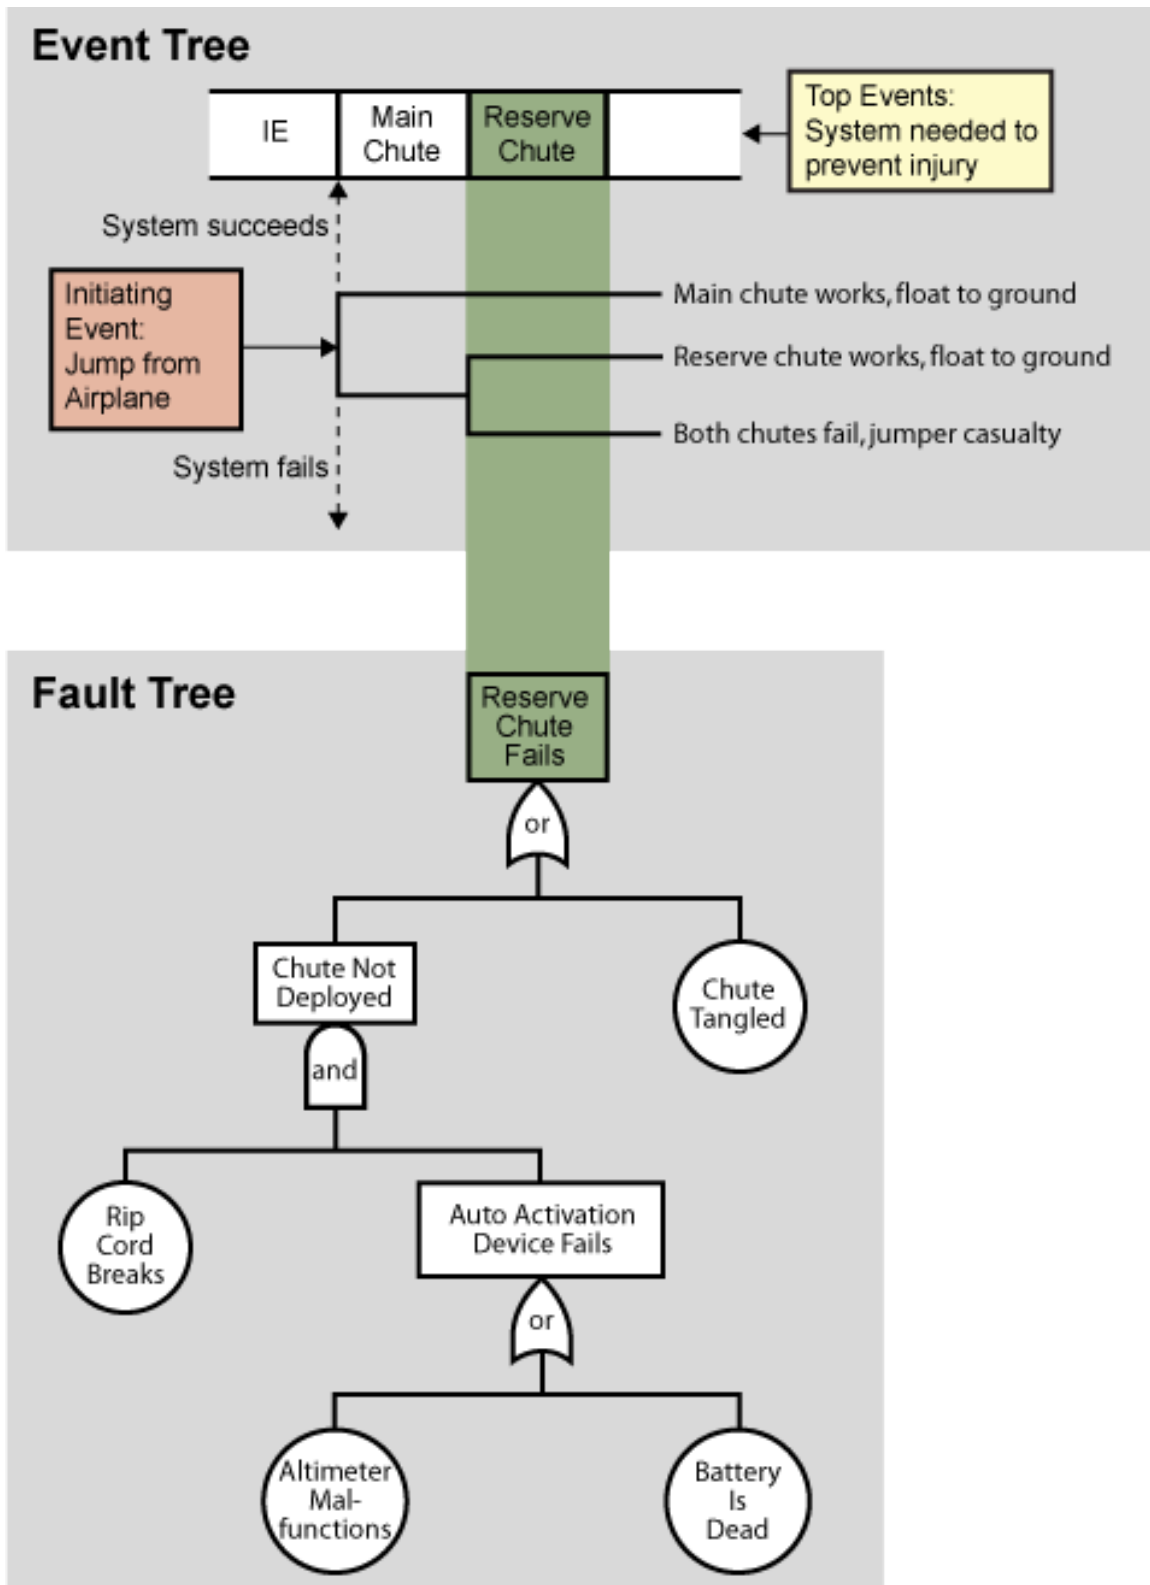 Event Tree
IE
Main
Chute
Reserve
Chute
Top Events:
System needed to
prevent injury
System succeeds
Initiating
Event:
Jump from
Airplane
Main chute works, float to ground
Reserve chute works, float to ground
Both chutes fail, jumper casualty
System fails
Fault Tree
Reserve
Chute
Fails
or
Chute Not
Deployed
Chute
Tangled
and
Rip
Cord
Breaks
Auto Activation
Device Fails
or
Altimeter
Mal-
functions
Battery
Is
Dead